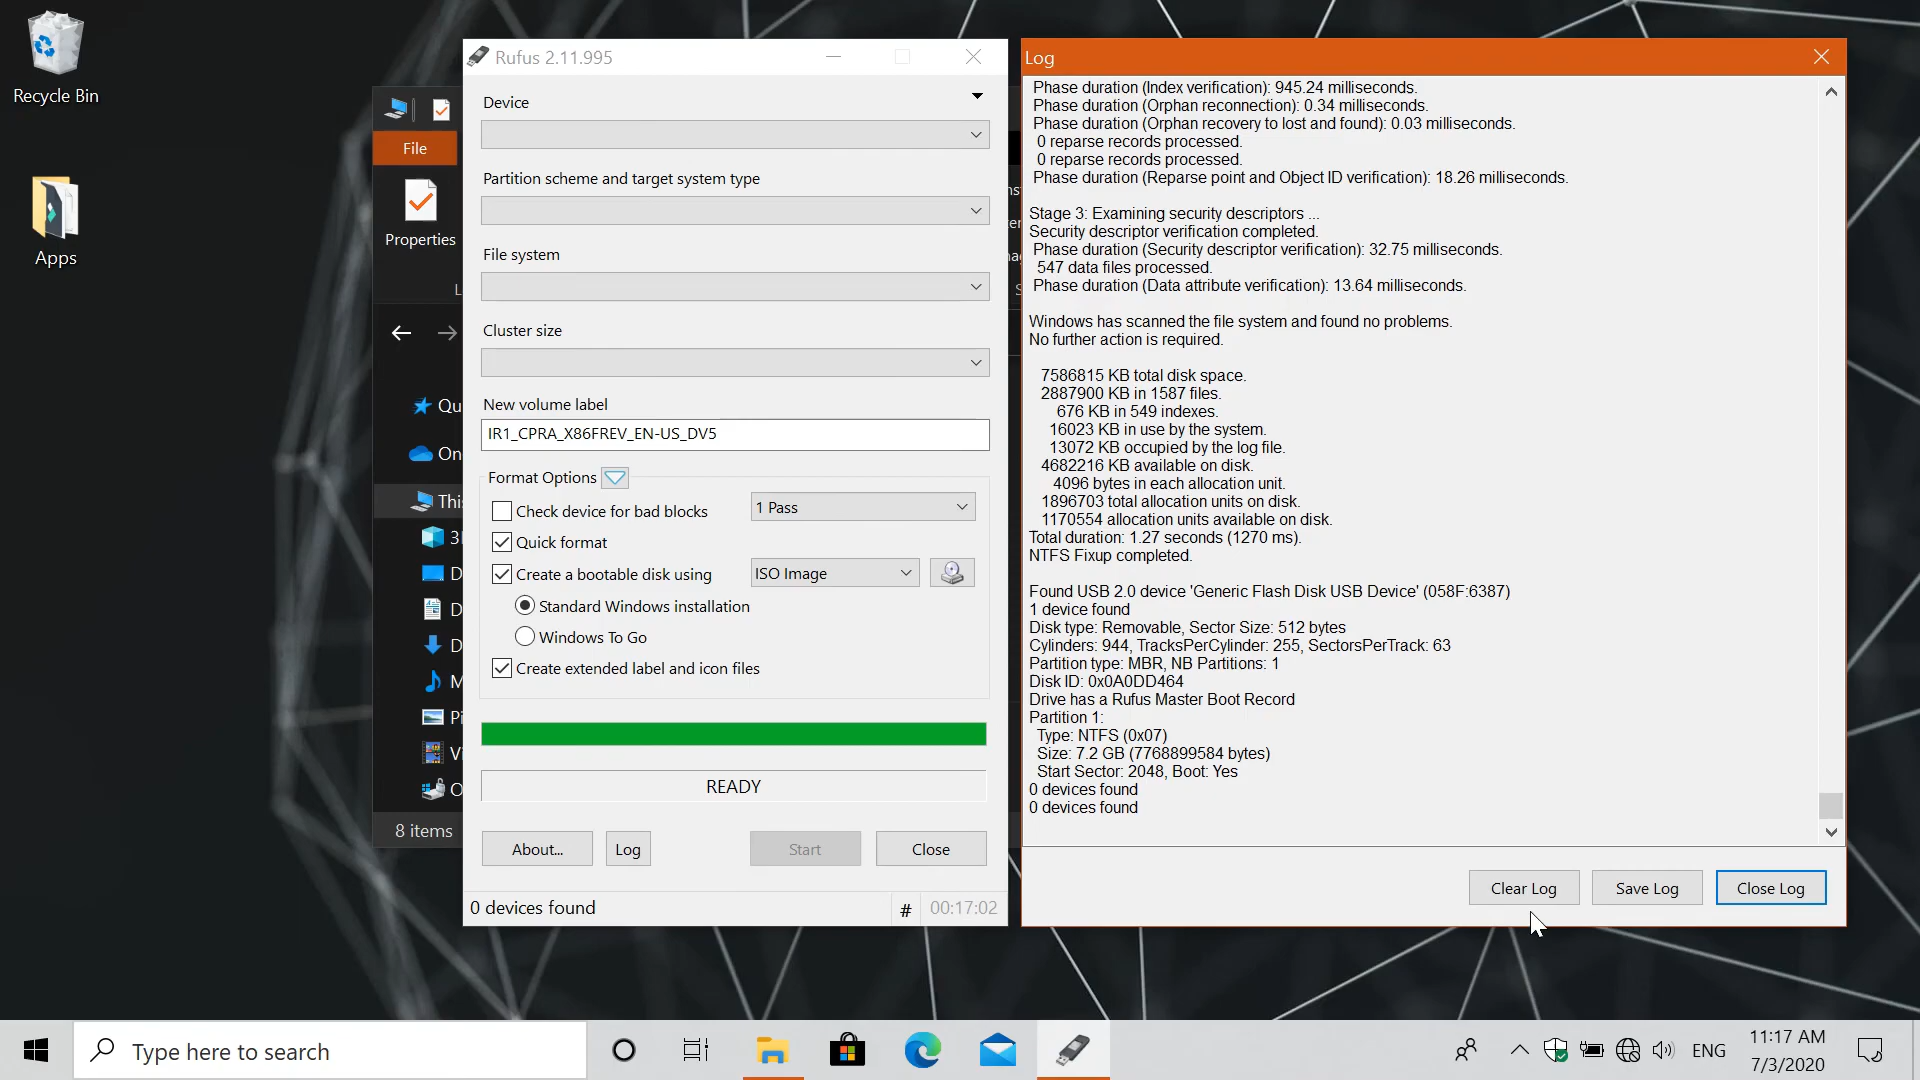 Recycle Bin
Apps
File
Properties
Qu
On
This
3
D
D
D
M
Pi
Vi
8 items
Rufus 2.11.995
Device
Partition scheme and target system type
File system
Cluster size
New volume label
IR1_CPRA_X86FREV_EN-US_DV5
Format Options
Check device for bad blocks
1 Pass
Quick format
Create a bootable disk using
ISO Image
Standard Windows installation
Windows To Go
Create extended label and icon files
READY
About...
Log
Start
Close
0 devices found
#
00:17:02
Log
Phase duration (Index verification): 945.24 milliseconds.
Phase duration (Orphan reconnection): 0.34 milliseconds.
Phase duration (Orphan recovery to lost and found): 0.03 milliseconds.
0 reparse records processed.
0 reparse records processed.
Phase duration (Reparse point and Object ID verification): 18.26 milliseconds.
Stage 3: Examining security descriptors ...
Security descriptor verification completed.
Phase duration (Security descriptor verification): 32.75 milliseconds.
547 data files processed.
Phase duration (Data attribute verification): 13.64 milliseconds.
Windows has scanned the file system and found no problems.
No further action is required.
7586815 KB total disk space.
2887900 KB in 1587 files.
676 KB in 549 indexes.
16023 KB in use by the system.
13072 KB occupied by the log file.
4682216 KB available on disk.
4096 bytes in each allocation unit.
1896703 total allocation units on disk.
1170554 allocation units available on disk.
Total duration: 1.27 seconds (1270 ms).
NTFS Fixup completed.
Found USB 2.0 device 'Generic Flash Disk USB Device' (058F:6387)
1 device found
Disk type: Removable, Sector Size: 512 bytes
Cylinders: 944, TracksPerCylinder: 255, SectorsPerTrack: 63
Partition type: MBR, NB Partitions: 1
Disk ID: 0x0A0DD464
Drive has a Rufus Master Boot Record
Partition 1:
Type: NTFS (0x07)
Size: 7.2 GB (7768899584 bytes)
Start Sector: 2048, Boot: Yes
0 devices found
0 devices found
Clear Log
Save Log
Close Log
Type here to search
ENG
11:17 AM
7/3/2020